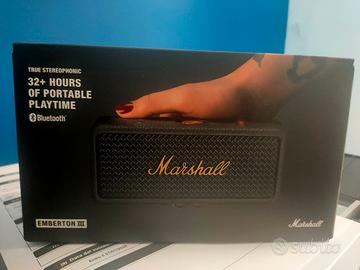 TRUE STEREOPHONIC
32+ HOURS
OF PORTABLE
PLAYTIME
Bluetooth®
Marshall
EMBERTON III
Marshall
subito